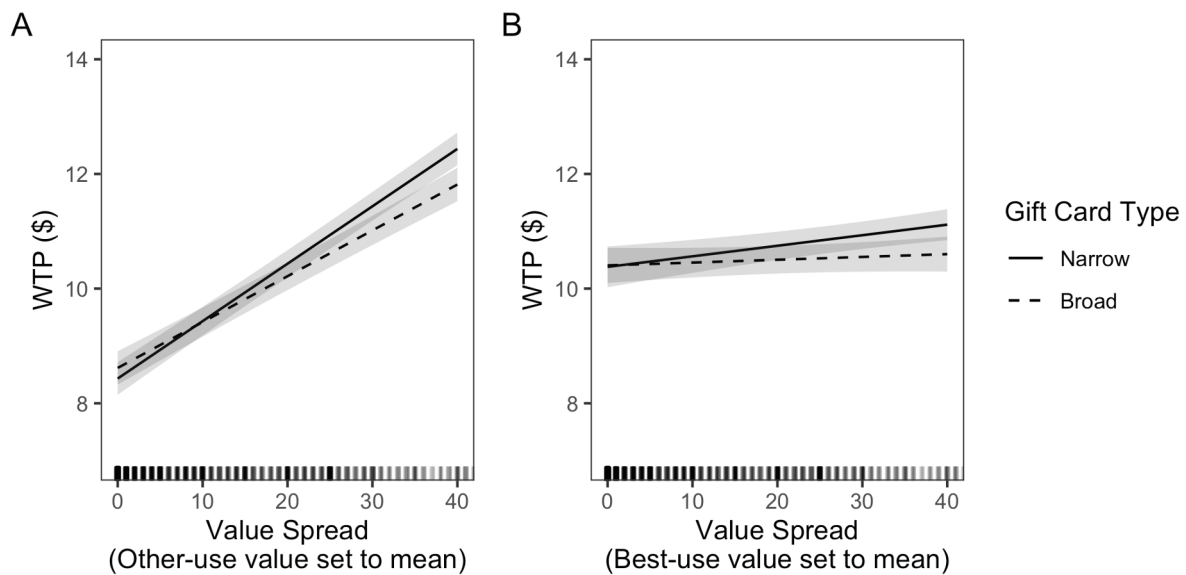 A
WTP ($)
14
12
10
8
0 10 20 30 40
Value Spread
(Other-use value set to mean)
B
WTP ($)
14
12
10
8
0 10 20 30 40
Value Spread
(Best-use value set to mean)
Gift Card Type
Narrow
Broad